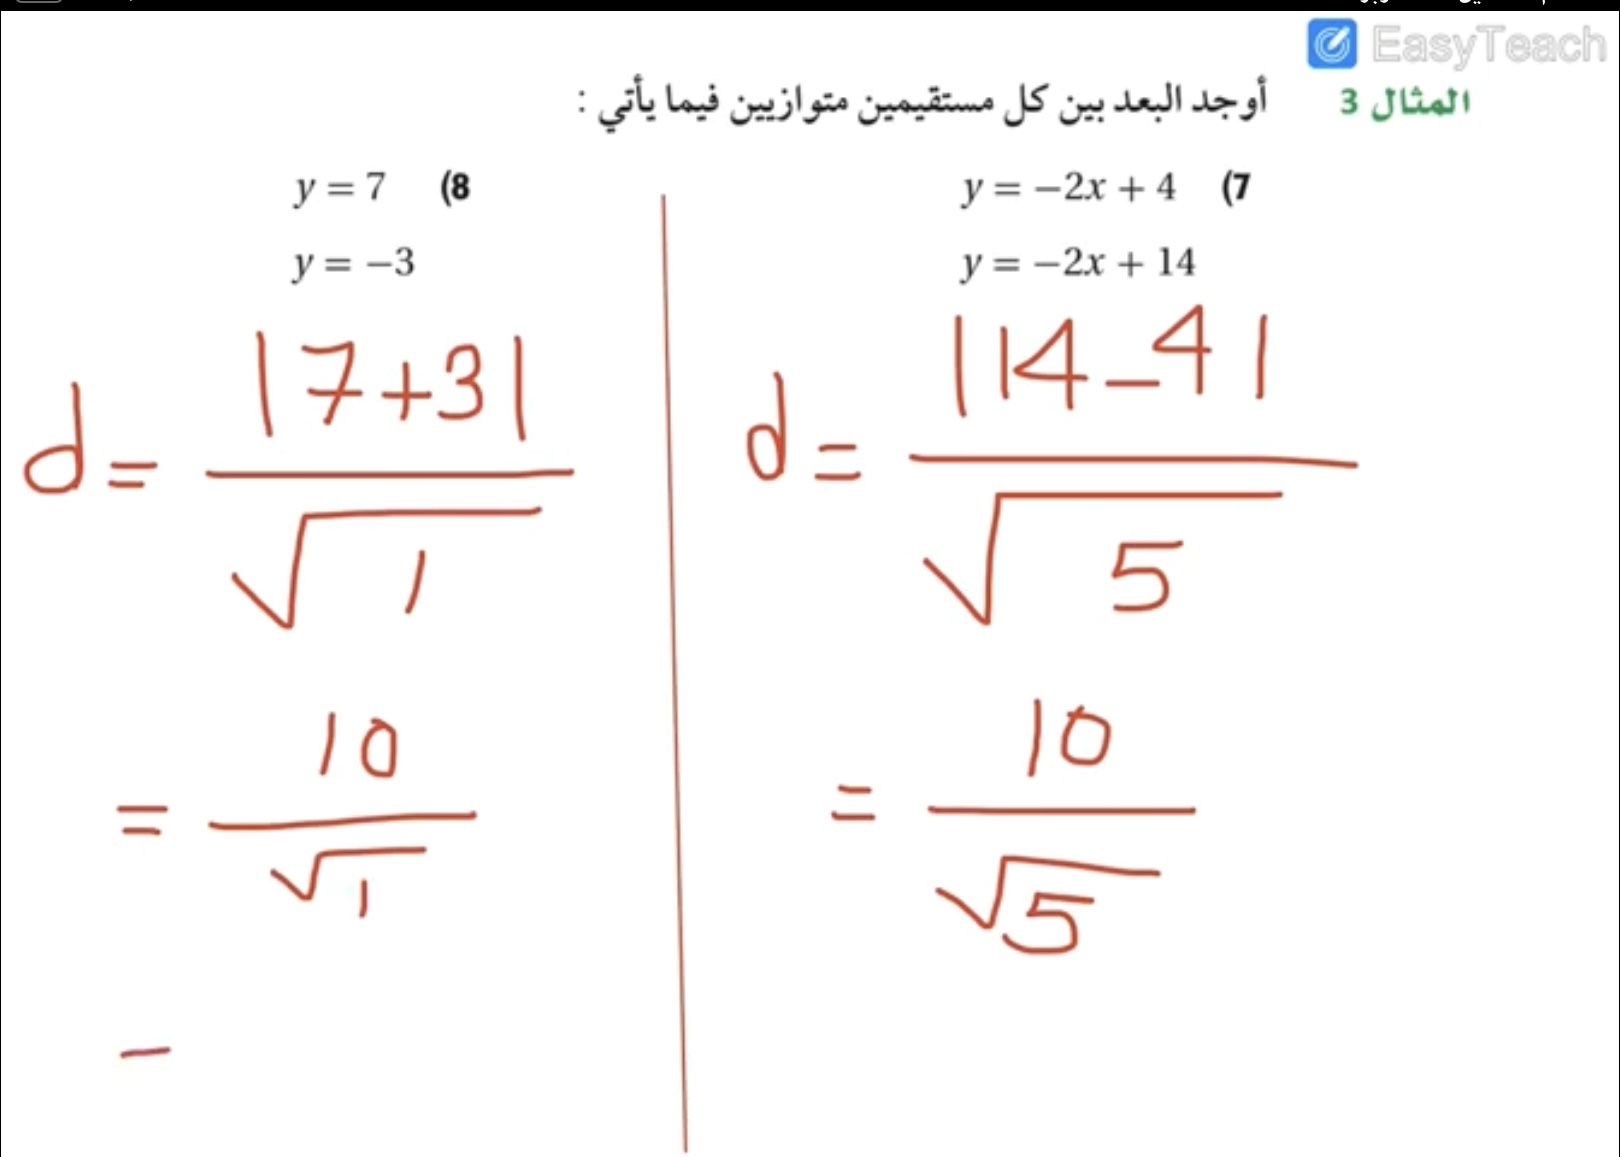 EasyTeach
المثال 3 أوجد البعد بين كل مستقيمين متوازيين فيما يأتي :
(7 y = −2x + 4
y = −2x + 14
d = |14 - 4| / √5
= 10 / √5
(8 y = 7
y = −3
d = |7+3| / √1
= 10 / √1